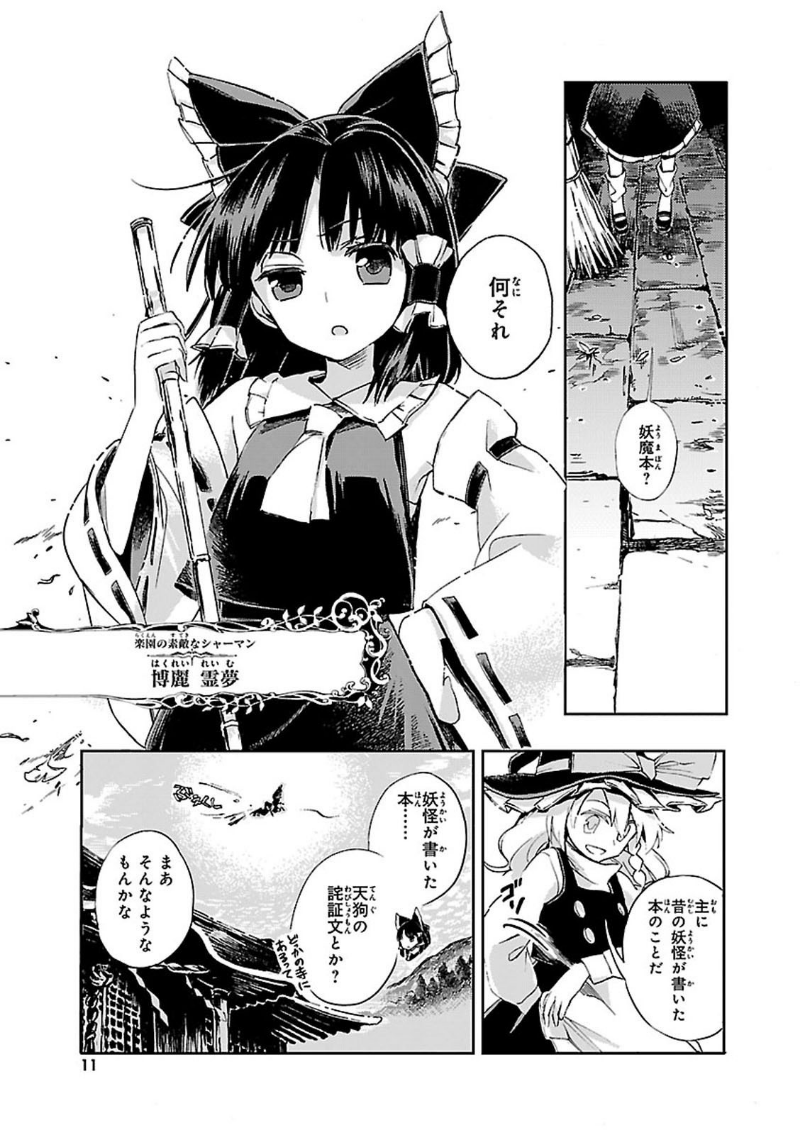 妖魔本？
何それ
楽園の素敵なシャーマン
博麗 霊夢
主に
昔の妖怪が書いた
本のことだ
ゴソ
妖怪が書いた
本……
天狗の
詫証文とか？
どっかの寺に
あるって
まあ
そんなような
もんかな
11